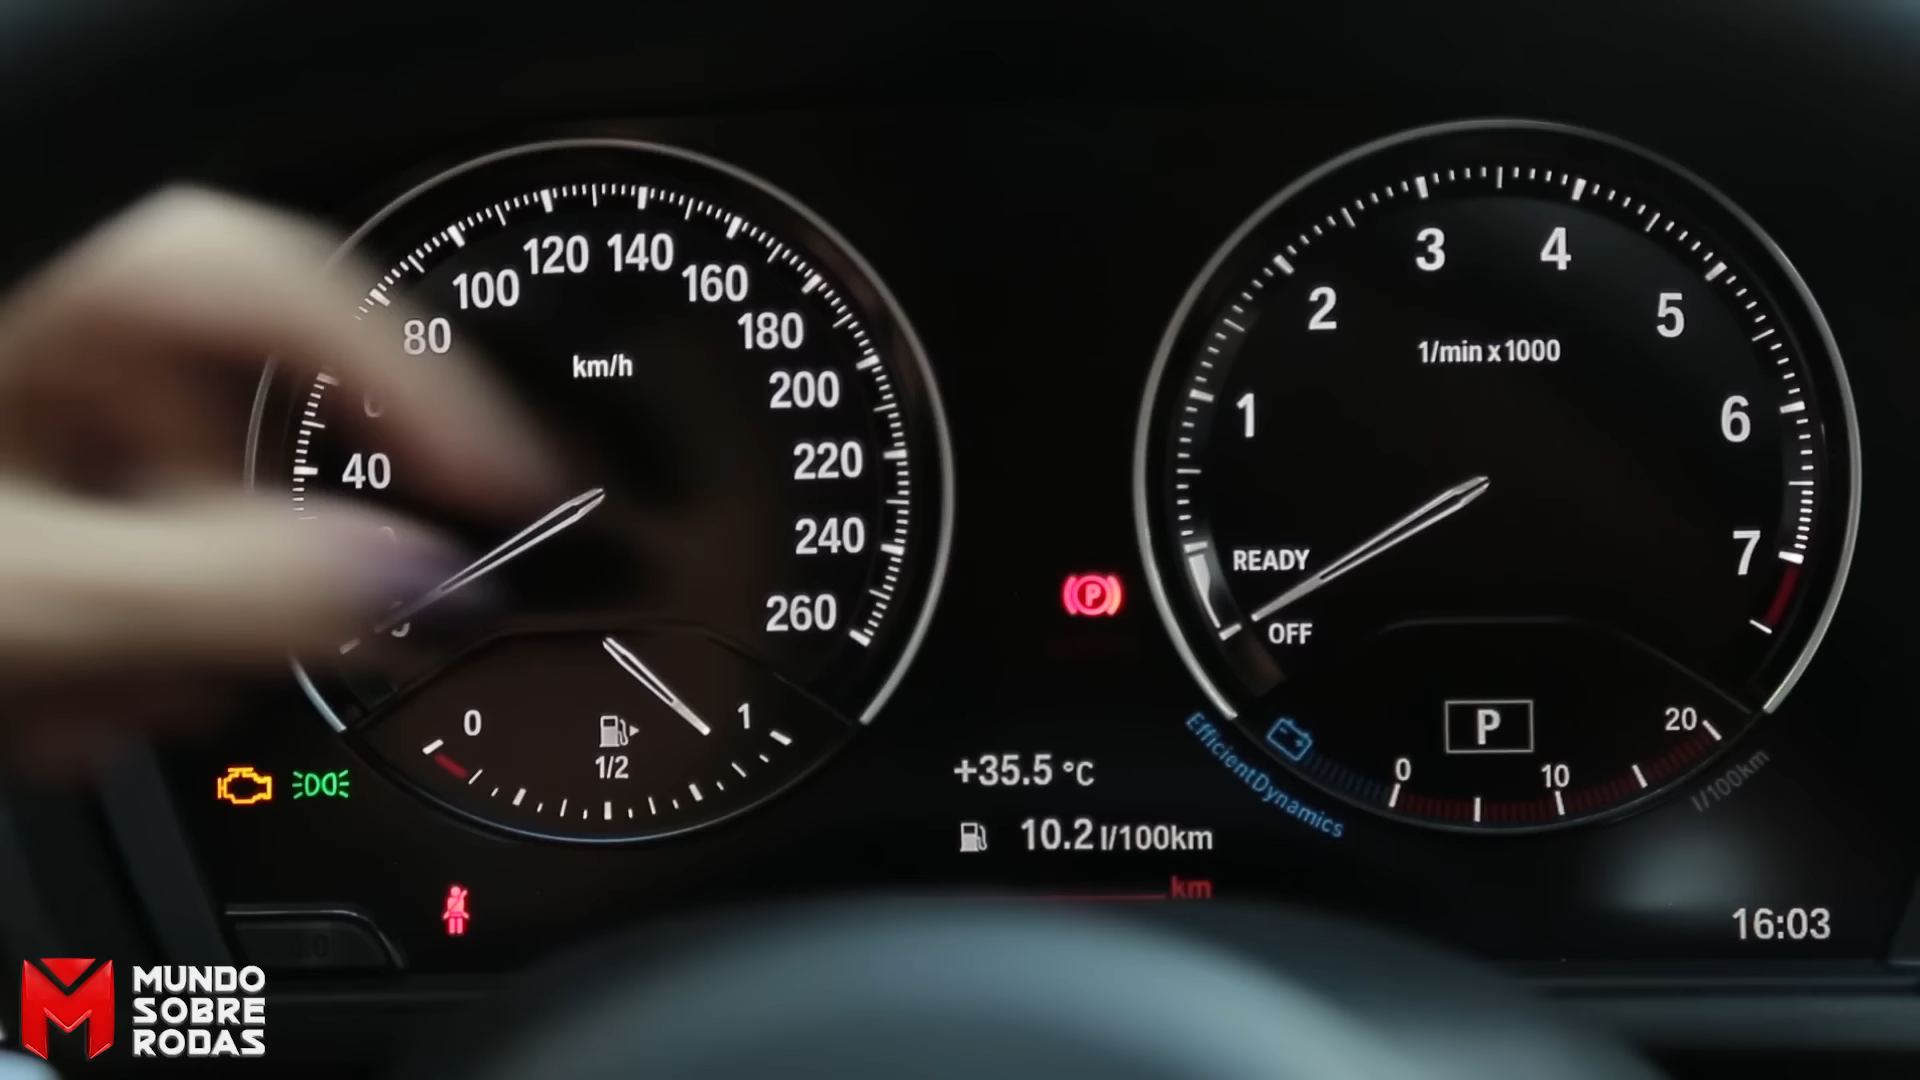 120 140
100 160
80 180
km/h
200
40 220
240
260
0 1
1/2
3 4
2 5
1/min x 1000
1 6
READY 7
OFF
P
P
0 10 20
EfficientDynamics
l/100km
+35.5 °C
10.2 l/100km
km
16:03
MUNDO
SOBRE
RODAS